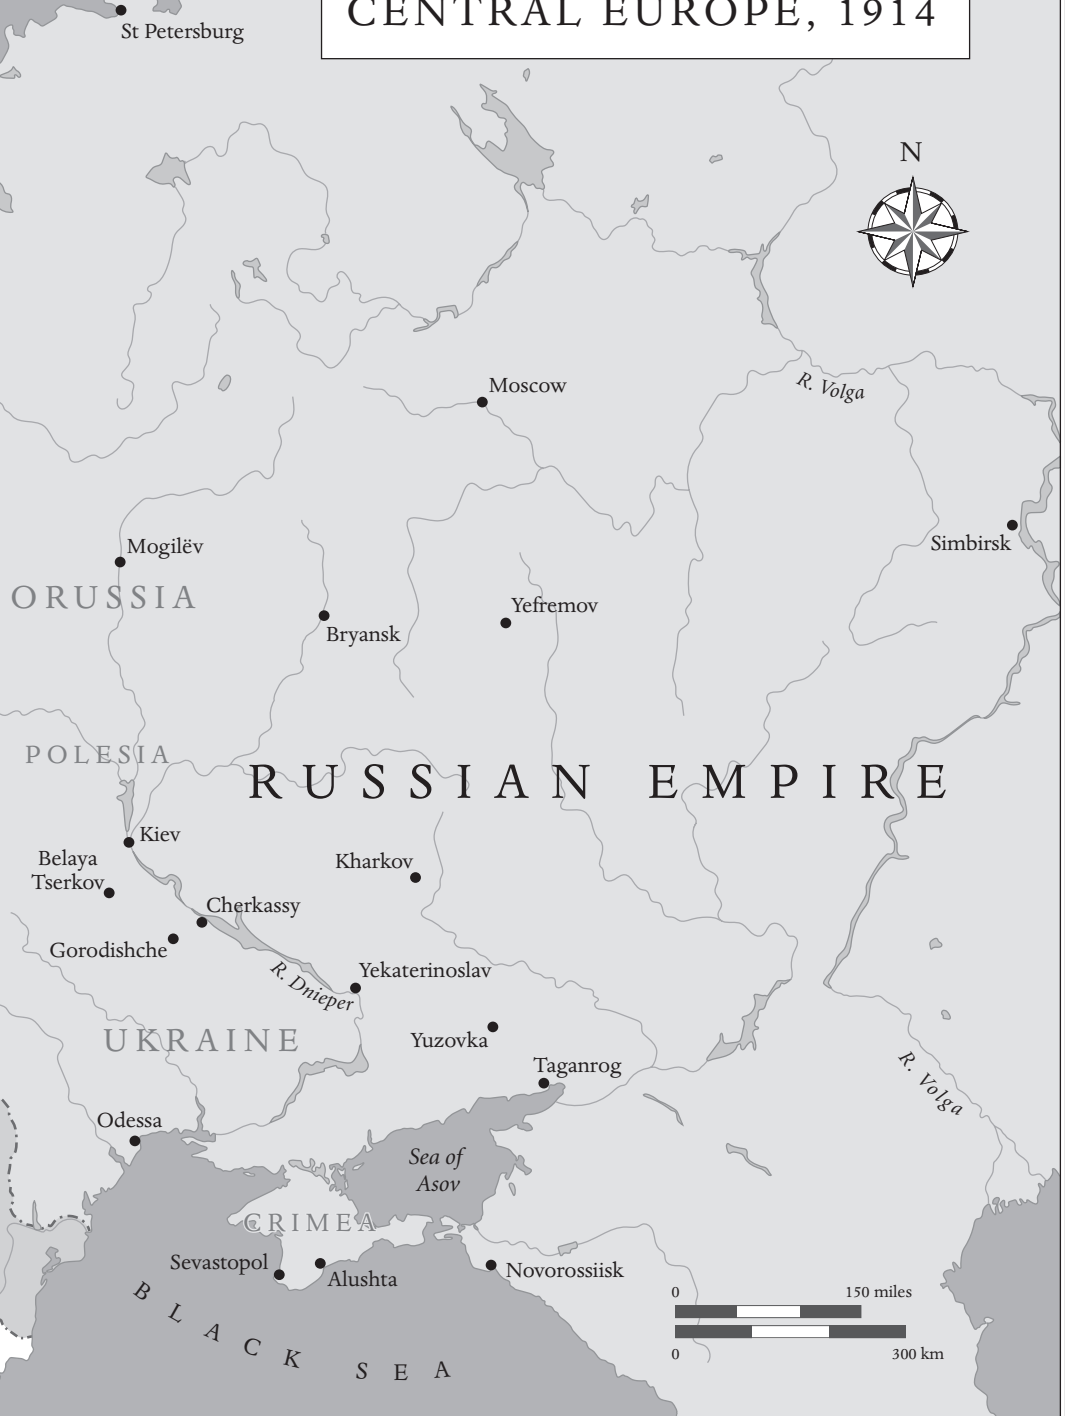 CENTRAL EUROPE, 1914
St Petersburg
N
Moscow
R. Volga
Simbirsk
Mogilëv
ORUSSIA
Yefremov
Bryansk
POLESIA
RUSSIAN EMPIRE
Kiev
Belaya
Tserkov
Kharkov
Cherkassy
Gorodishche
R. Dnieper
Yekaterinoslav
UKRAINE
Yuzovka
Taganrog
R. Volga
Odessa
Sea of
Asov
CRIMEA
Sevastopol
Alushta
Novorossiisk
BLACK SEA
0 150 miles
0 300 km